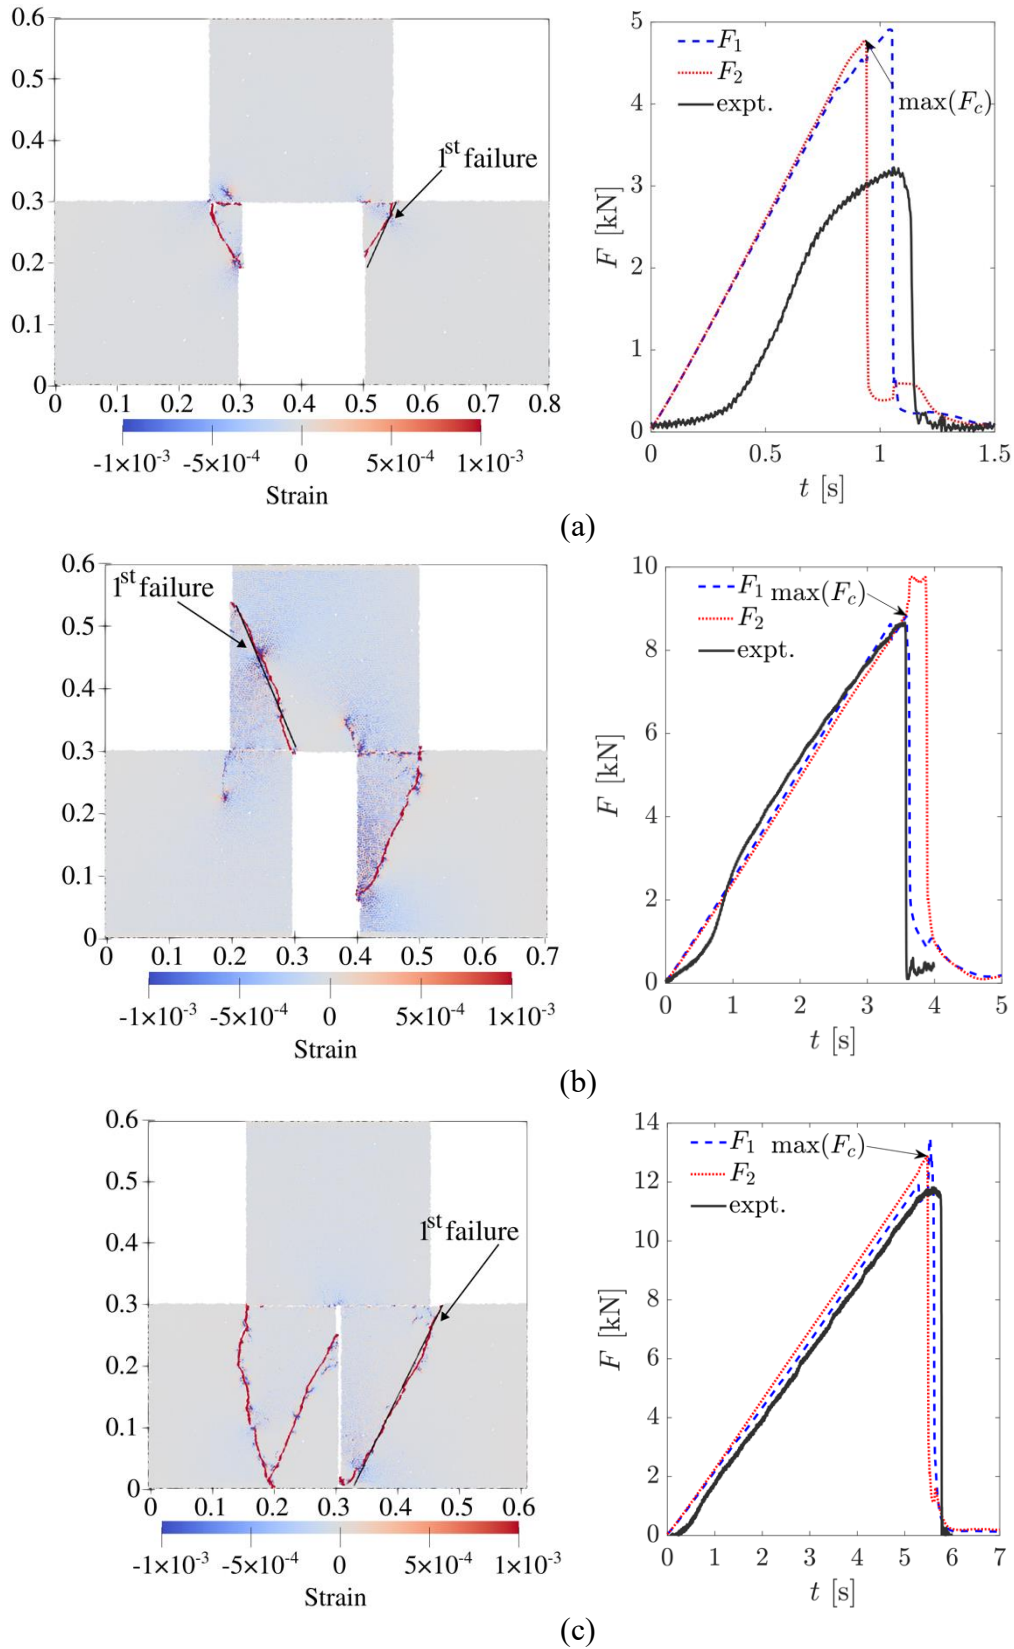 0.6
0.5
0.4
0.3
0.2
0.1
0
1st failure
0 0.1 0.2 0.3 0.4 0.5 0.6 0.7 0.8
-1×10-3 -5×10-4 0 5×10-4 1×10-3
Strain
5
4
3
2
1
0
F [kN]
F1
F2
expt.
max(Fc)
0 0.5 1 1.5
t [s]
(a)
0.6
0.5
0.4
0.3
0.2
0.1
0
1st failure
0 0.1 0.2 0.3 0.4 0.5 0.6 0.7
-1×10-3 -5×10-4 0 5×10-4 1×10-3
Strain
10
8
6
4
2
0
F [kN]
F1 max(Fc)
F2
expt.
0 1 2 3 4 5
t [s]
(b)
0.6
0.5
0.4
0.3
0.2
0.1
0
1st failure
0 0.1 0.2 0.3 0.4 0.5 0.6
-1×10-3 -5×10-4 0 5×10-4 1×10-3
Strain
14
12
10
8
6
4
2
0
F [kN]
F1 max(Fc)
F2
expt.
0 1 2 3 4 5 6 7
t [s]
(c)